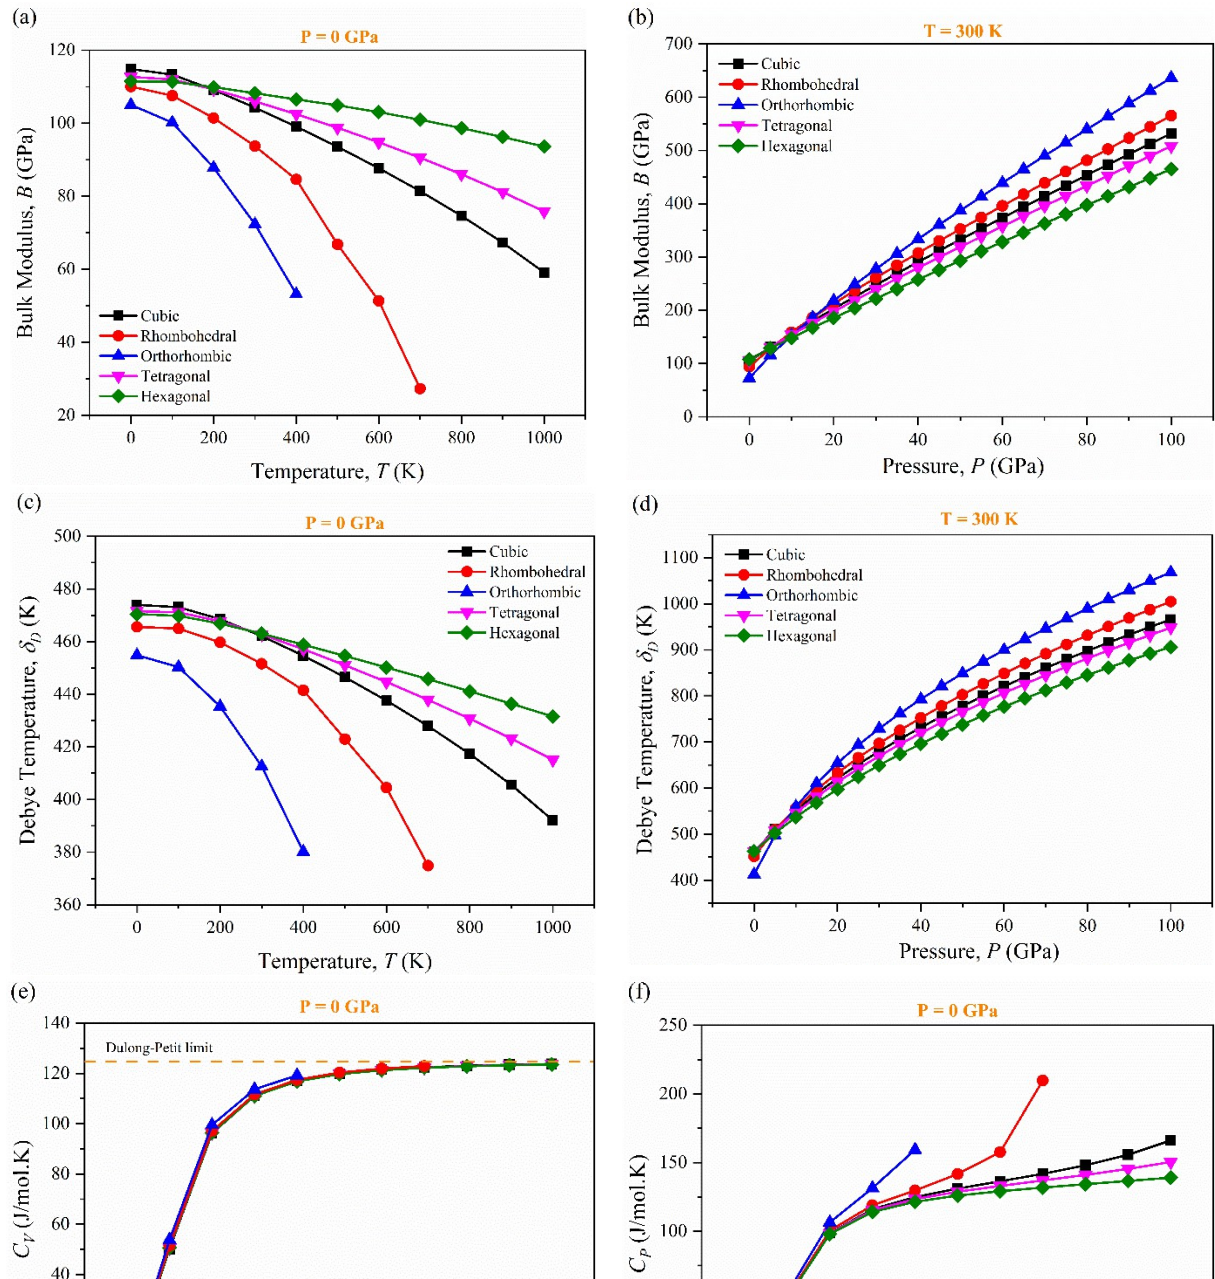 (a)
P = 0 GPa
120
100
80
60
40
20
Bulk Modulus, B (GPa)
Cubic
Rhombohedral
Orthorhombic
Tetragonal
Hexagonal
0 200 400 600 800 1000
Temperature, T (K)
(b)
T = 300 K
700
600
500
400
300
200
100
0
Bulk Modulus, B (GPa)
Cubic
Rhombohedral
Orthorhombic
Tetragonal
Hexagonal
0 20 40 60 80 100
Pressure, P (GPa)
(c)
P = 0 GPa
500
480
460
440
420
400
380
360
Debye Temperature, δD (K)
Cubic
Rhombohedral
Orthorhombic
Tetragonal
Hexagonal
0 200 400 600 800 1000
Temperature, T (K)
(d)
T = 300 K
1100
1000
900
800
700
600
500
400
Debye Temperature, δD (K)
Cubic
Rhombohedral
Orthorhombic
Tetragonal
Hexagonal
0 20 40 60 80 100
Pressure, P (GPa)
(e)
P = 0 GPa
140
120
100
80
60
40
Dulong-Petit limit
CV (J/mol.K)
(f)
P = 0 GPa
250
200
150
100
CP (J/mol.K)